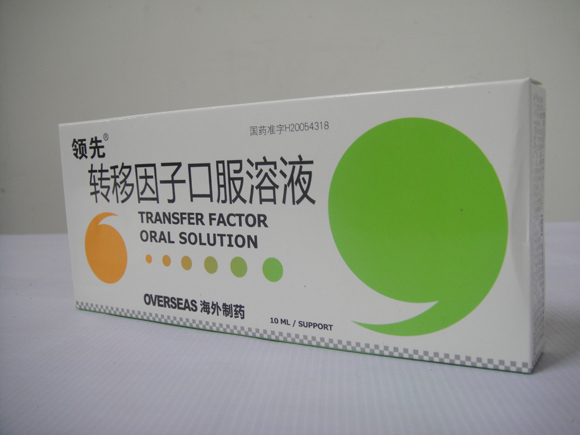 国药准字H20054318
领先®
转移因子口服溶液
TRANSFER FACTOR
ORAL SOLUTION
OVERSEAS 海外制药
10 ML / SUPPORT